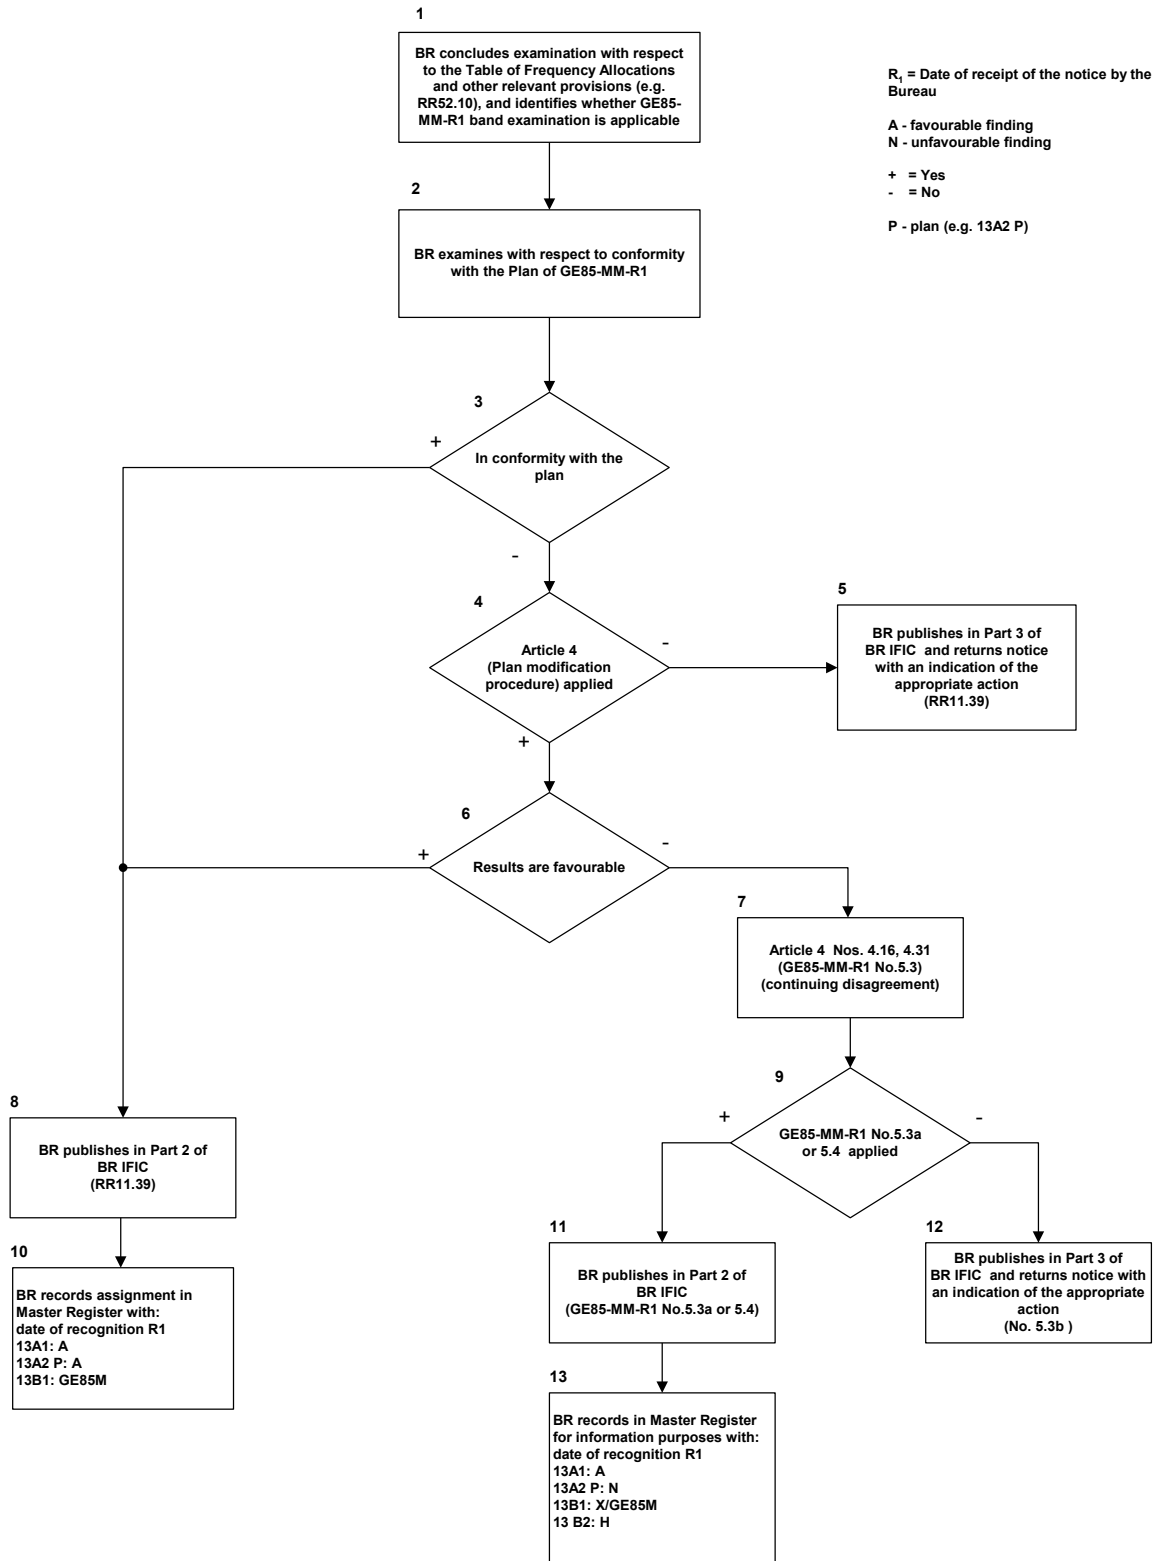 1
BR concludes examination with respect
to the Table of Frequency Allocations
and other relevant provisions (e.g.
RR52.10), and identifies whether GE85-
MM-R1 band examination is applicable
R1 = Date of receipt of the notice by the
Bureau
A - favourable finding
N - unfavourable finding
+ = Yes
- = No
P - plan (e.g. 13A2 P)
2
BR examines with respect to conformity
with the Plan of GE85-MM-R1
3
+
In conformity with the
plan
-
4
Article 4
(Plan modification
procedure) applied
-
+
5
BR publishes in Part 3 of
BR IFIC and returns notice
with an indication of the
appropriate action
(RR11.39)
6
+
Results are favourable
-
7
Article 4 Nos. 4.16, 4.31
(GE85-MM-R1 No.5.3)
(continuing disagreement)
8
BR publishes in Part 2 of
BR IFIC
(RR11.39)
9
+
GE85-MM-R1 No.5.3a
or 5.4 applied
-
10
BR records assignment in
Master Register with:
date of recognition R1
13A1: A
13A2 P: A
13B1: GE85M
11
BR publishes in Part 2 of
BR IFIC
(GE85-MM-R1 No.5.3a or 5.4)
12
BR publishes in Part 3 of
BR IFIC and returns notice with
an indication of the appropriate
action
(No. 5.3b )
13
BR records in Master Register
for information purposes with:
date of recognition R1
13A1: A
13A2 P: N
13B1: X/GE85M
13 B2: H